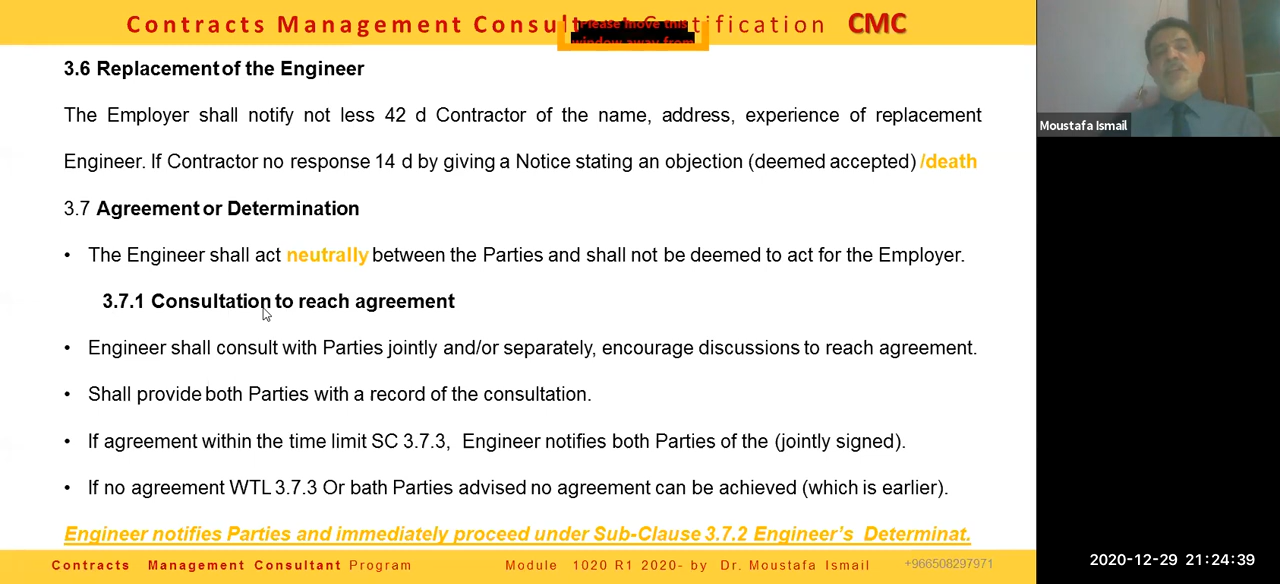 Contracts Management Consul tification CMC
Please move this
window away from
3.6 Replacement of the Engineer
The Employer shall notify not less 42 d Contractor of the name, address, experience of replacement
Engineer. If Contractor no response 14 d by giving a Notice stating an objection (deemed accepted) /death
3.7 Agreement or Determination
• The Engineer shall act neutrally between the Parties and shall not be deemed to act for the Employer.
3.7.1 Consultation to reach agreement
• Engineer shall consult with Parties jointly and/or separately, encourage discussions to reach agreement.
• Shall provide both Parties with a record of the consultation.
• If agreement within the time limit SC 3.7.3, Engineer notifies both Parties of the (jointly signed).
• If no agreement WTL 3.7.3 Or bath Parties advised no agreement can be achieved (which is earlier).
Engineer notifies Parties and immediately proceed under Sub-Clause 3.7.2 Engineer's Determinat.
Contracts Management Consultant Program Module 1020 R1 2020- by Dr. Moustafa Ismail +966508297971
Moustafa Ismail
2020-12-29 21:24:39